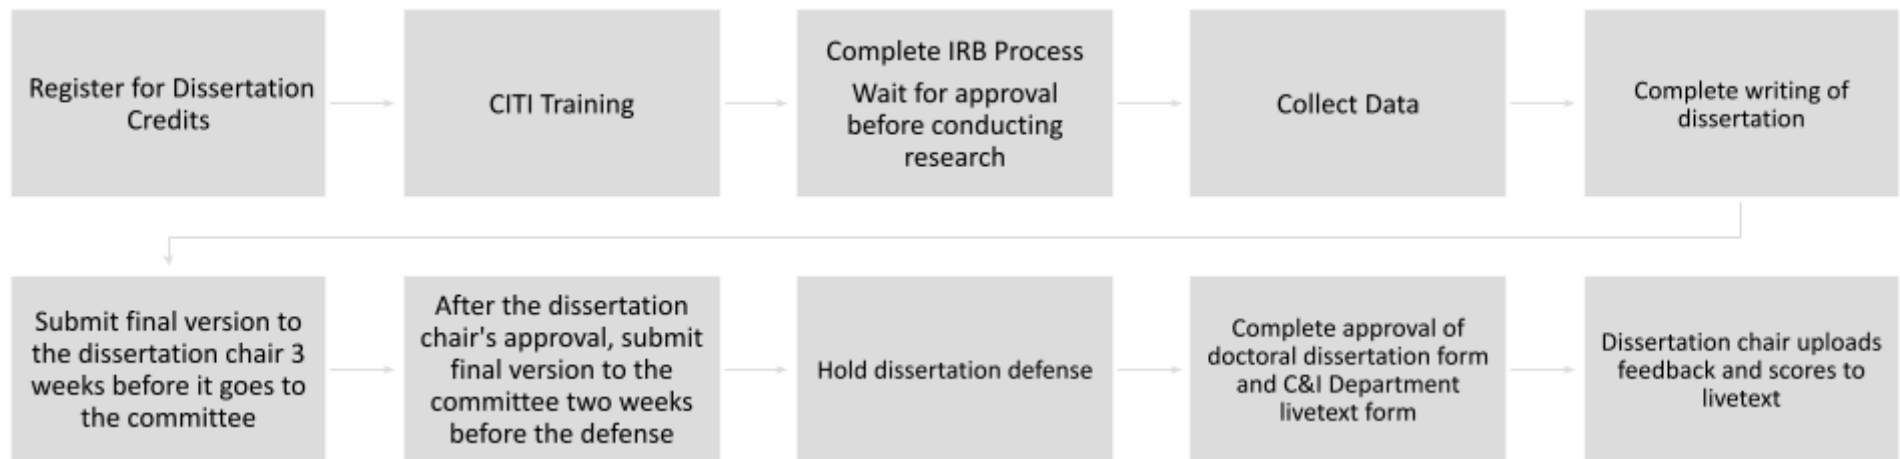 Register for Dissertation
Credits
CITI Training
Complete IRB Process
Wait for approval
before conducting
research
Collect Data
Complete writing of
dissertation
Submit final version to
the dissertation chair 3
weeks before it goes to
the committee
After the dissertation
chair's approval, submit
final version to the
committee two weeks
before the defense
Hold dissertation defense
Complete approval of
doctoral dissertation form
and C&I Department
livetext form
Dissertation chair uploads
feedback and scores to
livetext